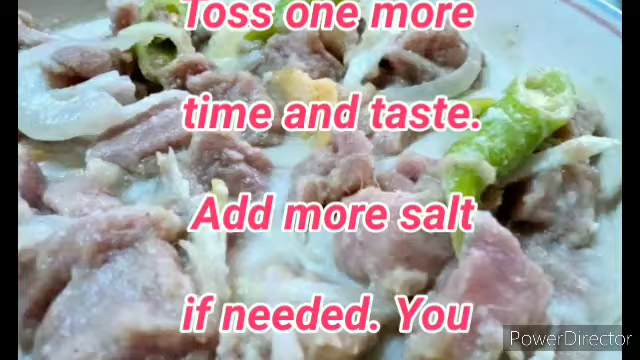 Toss one more
time and taste.
Add more salt
if needed. You
PowerDirector